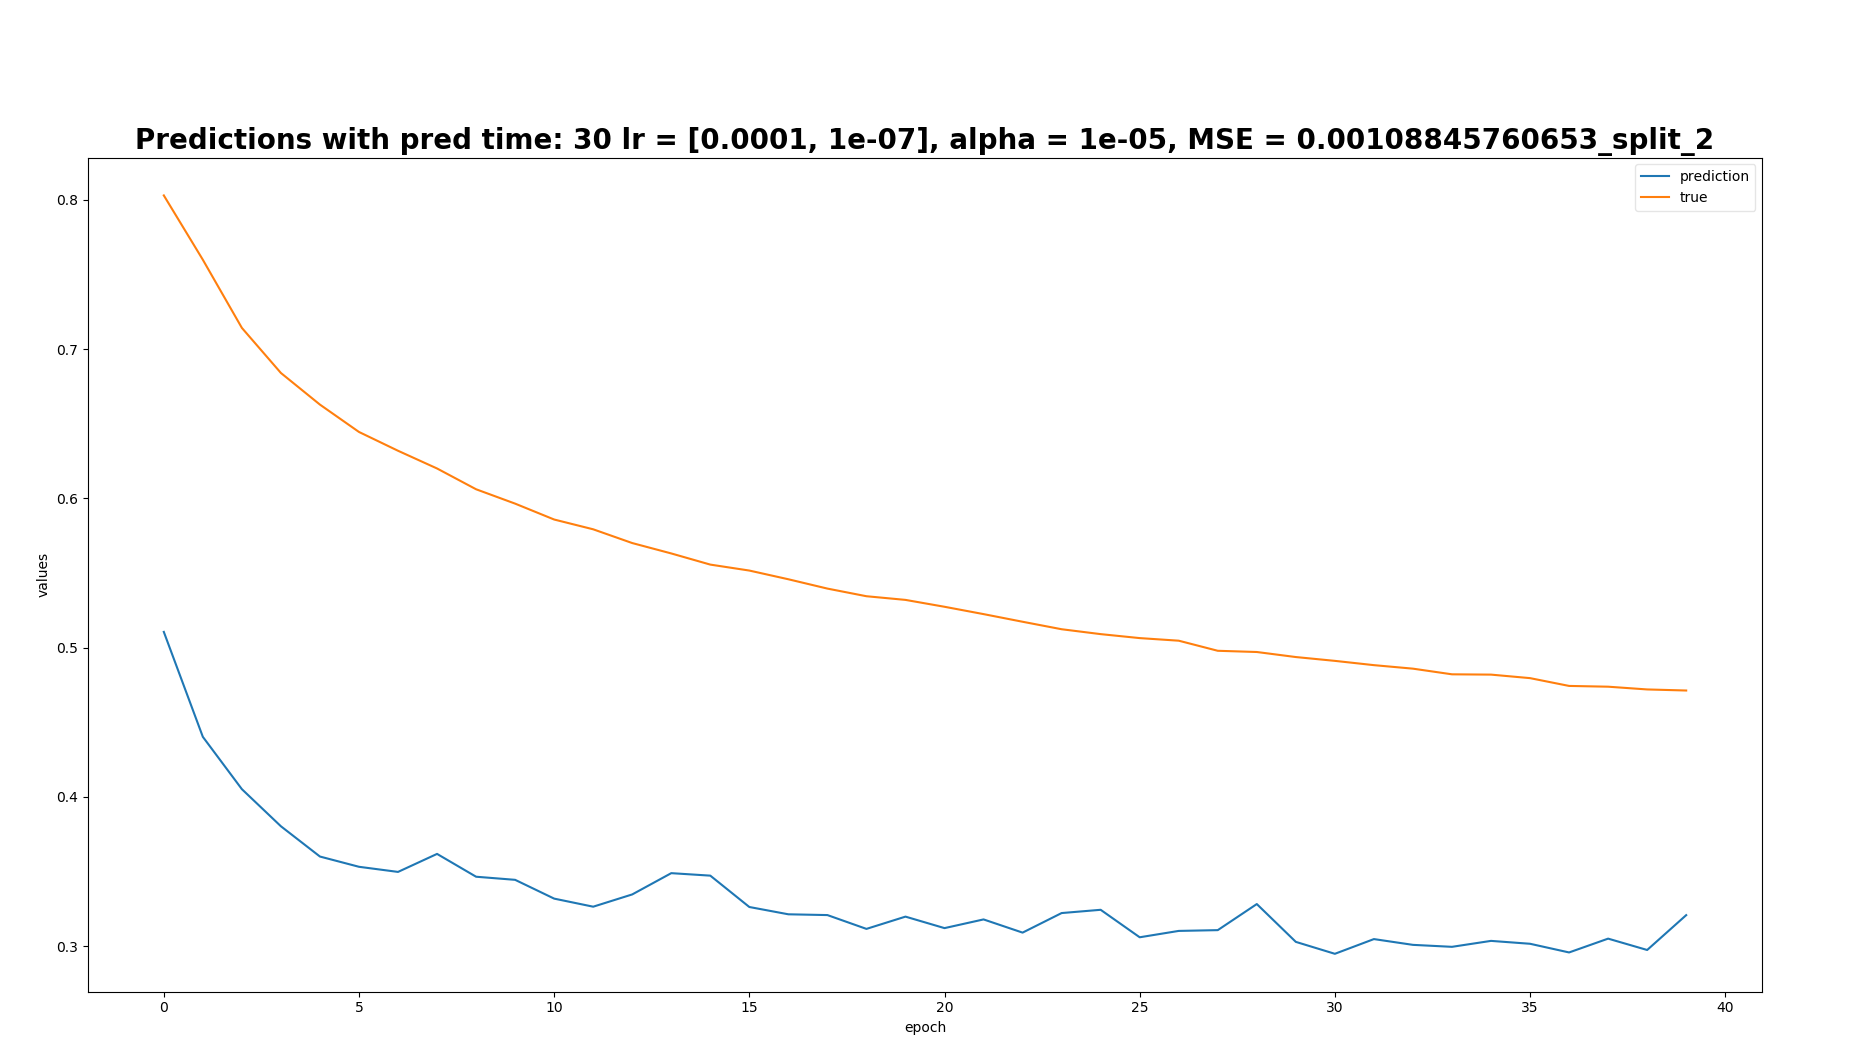 Predictions with pred time: 30 lr = [0.0001, 1e-07], alpha = 1e-05, MSE = 0.00108845760653_split_2
prediction
true
0.8
0.7
0.6
0.5
0.4
0.3
values
0 5 10 15 20 25 30 35 40
epoch